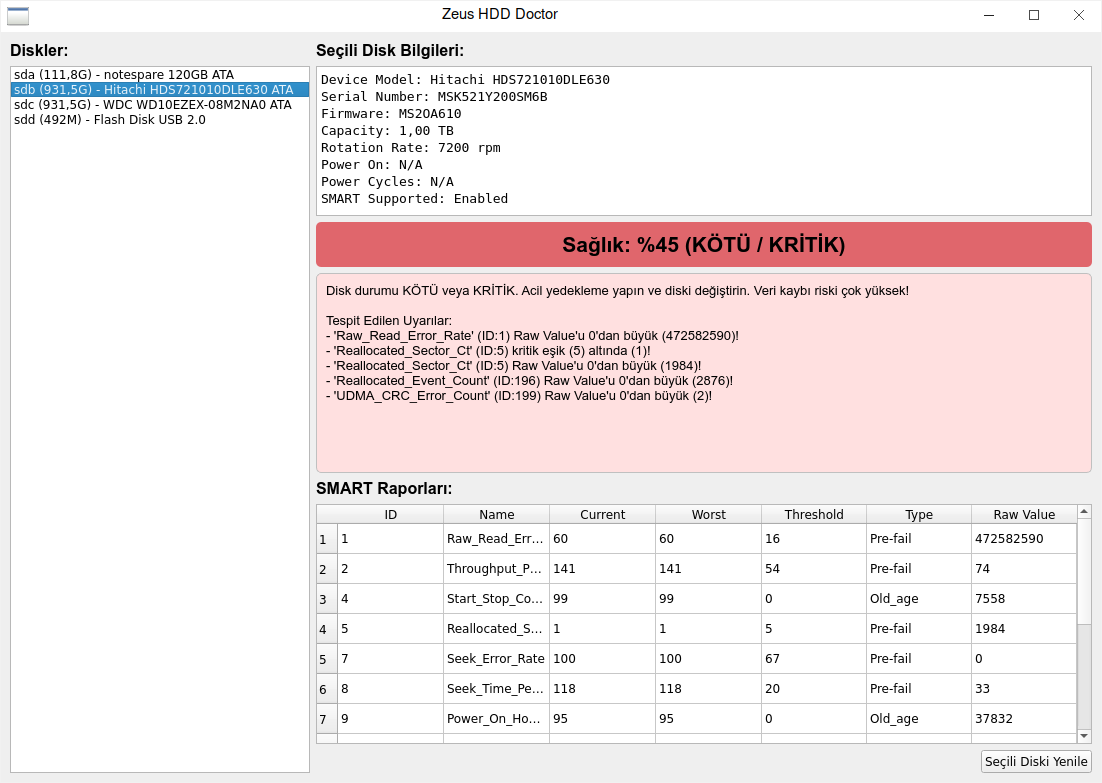 Zeus HDD Doctor
Diskler:
sda (111,8G) - notespare 120GB ATA
sdb (931,5G) - Hitachi HDS721010DLE630 ATA
sdc (931,5G) - WDC WD10EZEX-08M2NA0 ATA
sdd (492M) - Flash Disk USB 2.0
Seçili Disk Bilgileri:
Device Model: Hitachi HDS721010DLE630
Serial Number: MSK521Y200SM6B
Firmware: MS2OA610
Capacity: 1,00 TB
Rotation Rate: 7200 rpm
Power On: N/A
Power Cycles: N/A
SMART Supported: Enabled
Sağlık: %45 (KÖTÜ / KRİTİK)
Disk durumu KÖTÜ veya KRİTİK. Acil yedekleme yapın ve diski değiştirin. Veri kaybı riski çok yüksek!
Tespit Edilen Uyarılar:
- 'Raw_Read_Error_Rate' (ID:1) Raw Value'u 0'dan büyük (472582590)!
- 'Reallocated_Sector_Ct' (ID:5) kritik eşik (5) altında (1)!
- 'Reallocated_Sector_Ct' (ID:5) Raw Value'u 0'dan büyük (1984)!
- 'Reallocated_Event_Count' (ID:196) Raw Value'u 0'dan büyük (2876)!
- 'UDMA_CRC_Error_Count' (ID:199) Raw Value'u 0'dan büyük (2)!
SMART Raporları:
ID Name Current Worst Threshold Type Raw Value
1 1 Raw_Read_Err... 60 60 16 Pre-fail 472582590
2 2 Throughput_P... 141 141 54 Pre-fail 74
3 4 Start_Stop_Co... 99 99 0 Old_age 7558
4 5 Reallocated_S... 1 1 5 Pre-fail 1984
5 7 Seek_Error_Rate 100 100 67 Pre-fail 0
6 8 Seek_Time_Pe... 118 118 20 Pre-fail 33
7 9 Power_On_Ho... 95 95 0 Old_age 37832
Seçili Diski Yenile